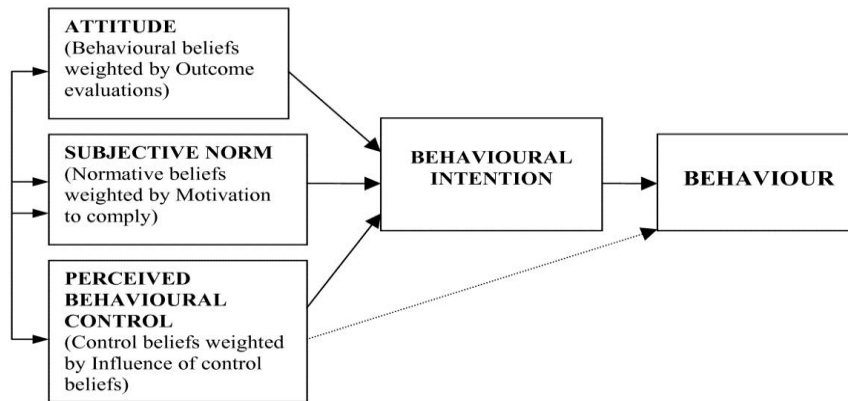 ATTITUDE
(Behavioural beliefs
weighted by Outcome
evaluations)
SUBJECTIVE NORM
(Normative beliefs
weighted by Motivation
to comply)
PERCEIVED
BEHAVIOURAL
CONTROL
(Control beliefs weighted
by Influence of control
beliefs)
BEHAVIOURAL
INTENTION
BEHAVIOUR